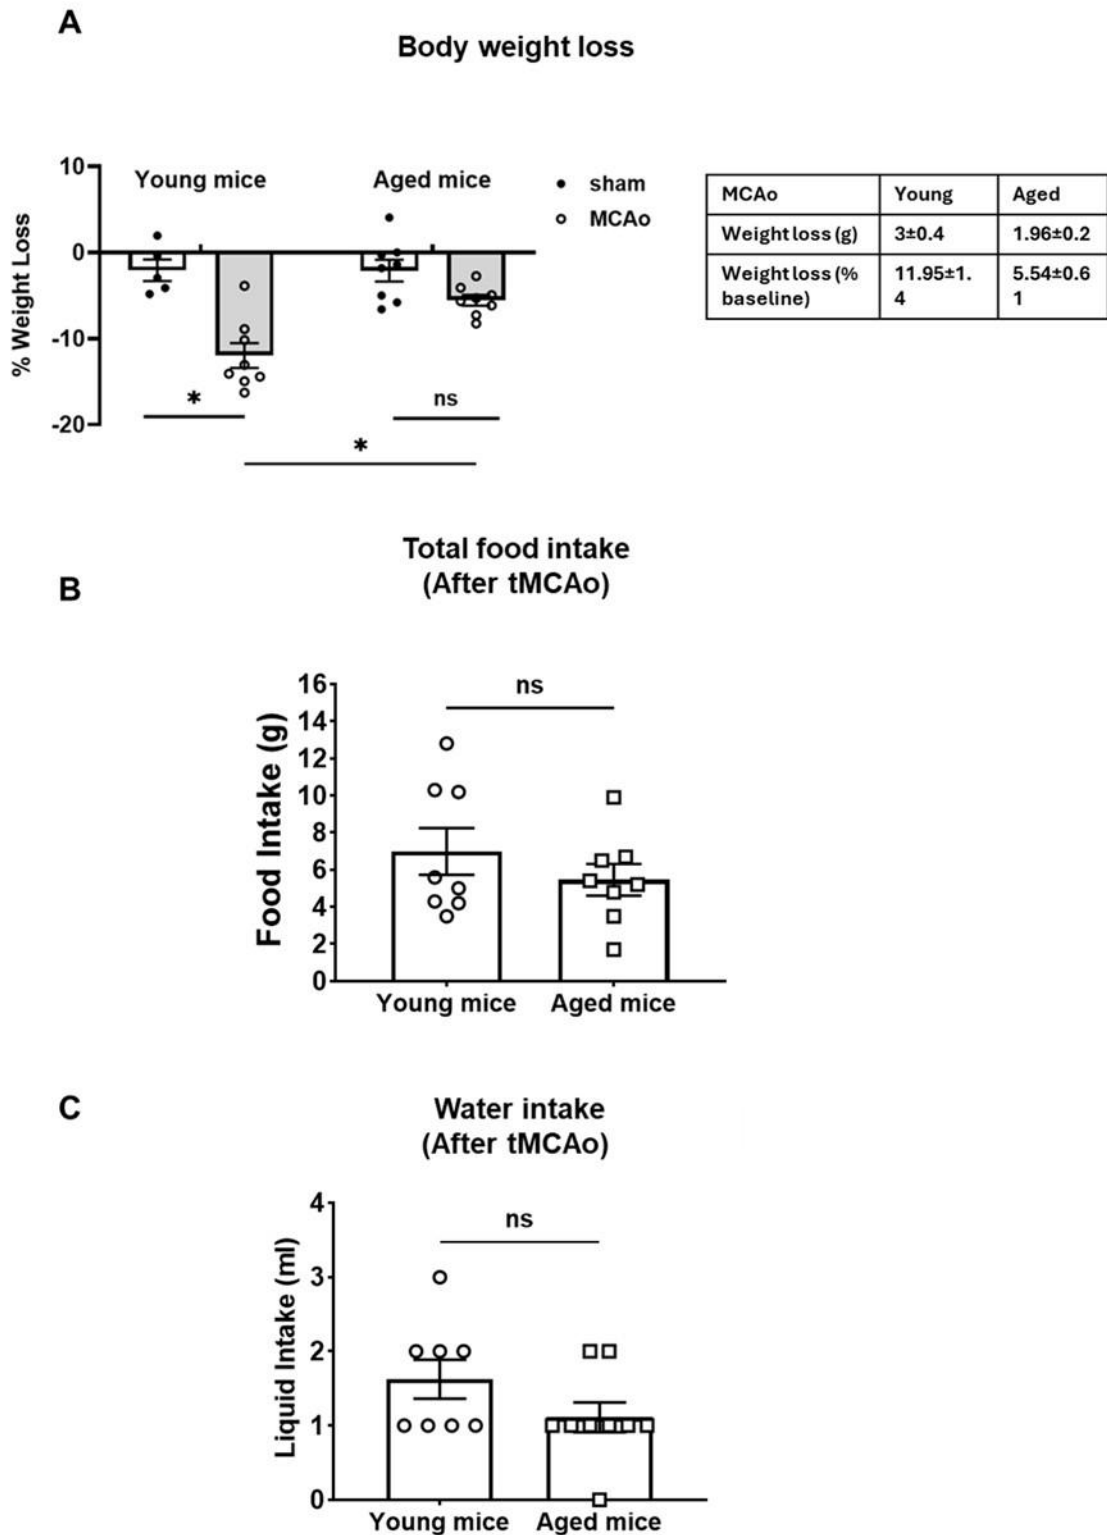 A
Body weight loss
10
0
-10
-20
% Weight Loss
Young mice
Aged mice
sham
MCAo
*
ns
*
MCAo Young Aged
Weight loss (g) 3±0.4 1.96±0.2
Weight loss (% 11.95±1. 5.54±0.6
baseline) 4 1
B
Total food intake
(After tMCAo)
16
14
12
10
8
6
4
2
0
Food Intake (g)
ns
Young mice Aged mice
C
Water intake
(After tMCAo)
4
3
2
1
0
Liquid Intake (ml)
ns
Young mice Aged mice